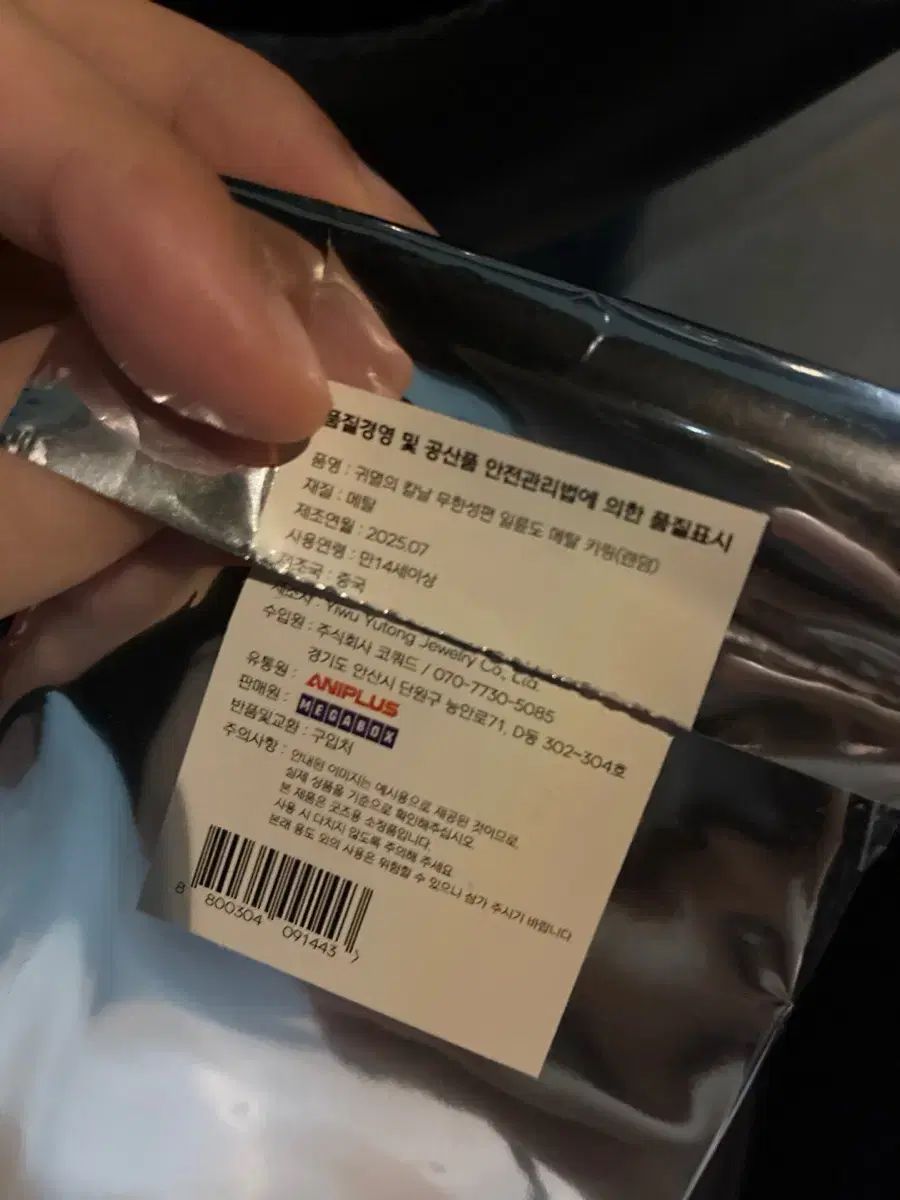 품질경영 및 공산품 안전관리법에 의한 품질표시
품명 : 귀멸의 칼날 무한성편 일륜도 메탈 키링(랜덤)
재질 : 메탈
제조연월 : 2025.07
사용연령 : 만14세이상
제조국 : 중국
제조자 : Yiwu Yutong Jewelry Co., Ltd.
수입원 : 주식회사 코쿼드 / 070-7730-5085
경기도 안산시 단원구 능안로71, D동 302-304호
유통원 : ANIPLUS
판매원 : MEGABOX
반품및교환 : 구입처
주의사항 : 안내된 이미지는 예시용으로 제공된 것이므로,
실제 상품을 기준으로 확인해주십시오.
본 제품은 굿즈용 소장품입니다.
사용 시 다치지 않도록 주의해 주세요.
본래 용도 외의 사용은 위험할 수 있으니 삼가 주시기 바랍니다.
8 800304 091443 >